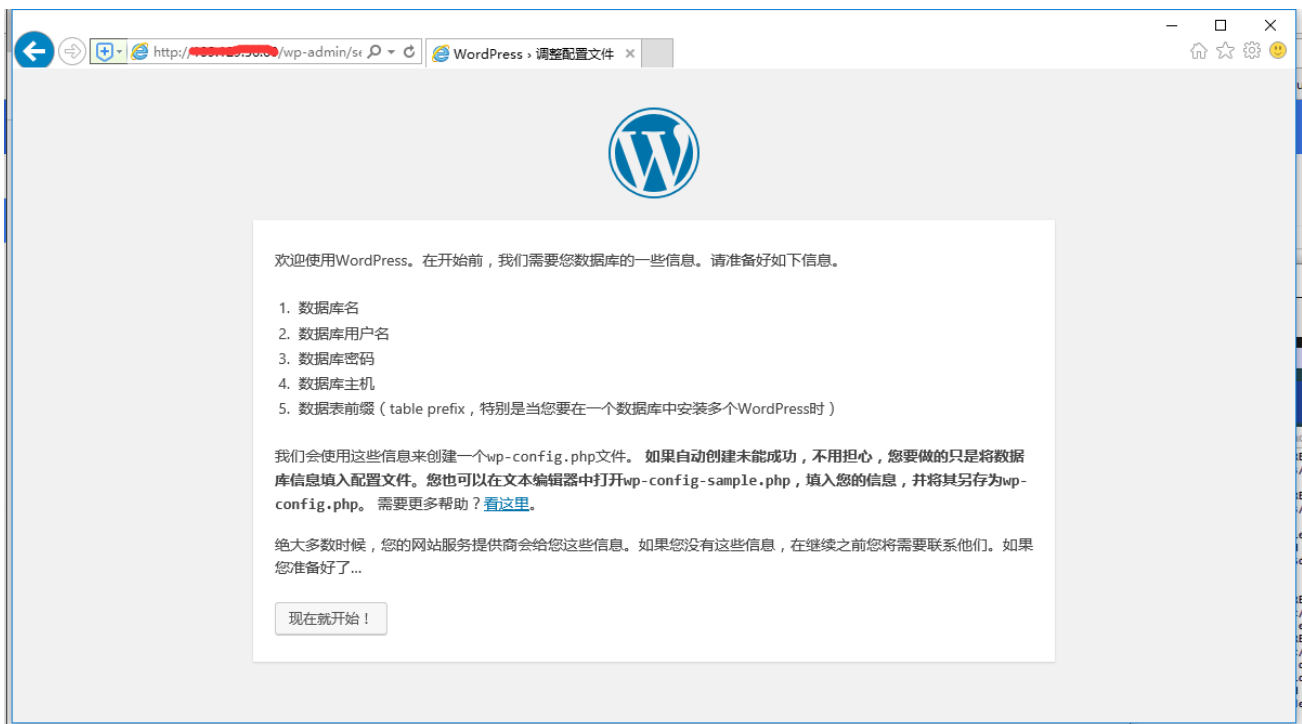 http://
/wp-admin/se
WordPress › 调整配置文件
欢迎使用WordPress。在开始前，我们需要您数据库的一些信息。请准备好如下信息。
1. 数据库名
2. 数据库用户名
3. 数据库密码
4. 数据库主机
5. 数据表前缀（table prefix，特别是当您要在一个数据库中安装多个WordPress时）
我们会使用这些信息来创建一个wp-config.php文件。 如果自动创建未能成功，不用担心，您要做的只是将数据
库信息填入配置文件。您也可以在文本编辑器中打开wp-config-sample.php，填入您的信息，并将其另存为wp-
config.php。 需要更多帮助？看这里。
绝大多数时候，您的网站服务提供商会给您这些信息。如果您没有这些信息，在继续之前您将需要联系他们。如果
您准备好了...
现在就开始！